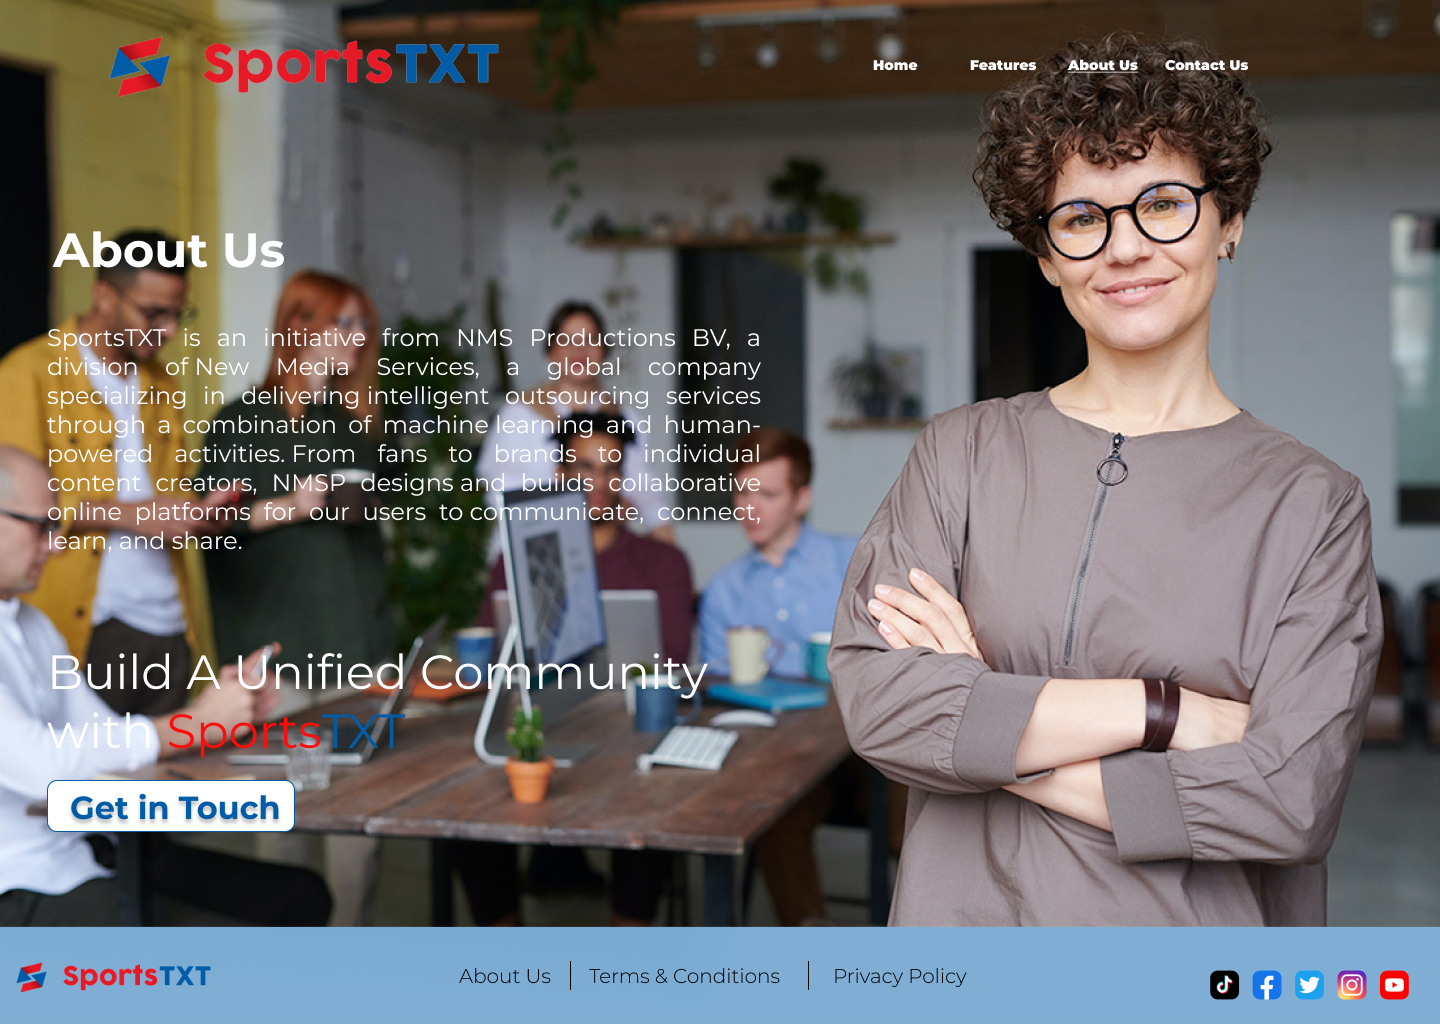 SportsTXT
Home Features About Us Contact Us
About Us
SportsTXT is an initiative from NMS Productions BV, a
division of New Media Services, a global company
specializing in delivering intelligent outsourcing services
through a combination of machine learning and human-
powered activities. From fans to brands to individual
content creators, NMSP designs and builds collaborative
online platforms for our users to communicate, connect,
learn, and share.
Build A Unified Community
with SportsTXT
Get in Touch
SportsTXT
About Us
Terms & Conditions
Privacy Policy